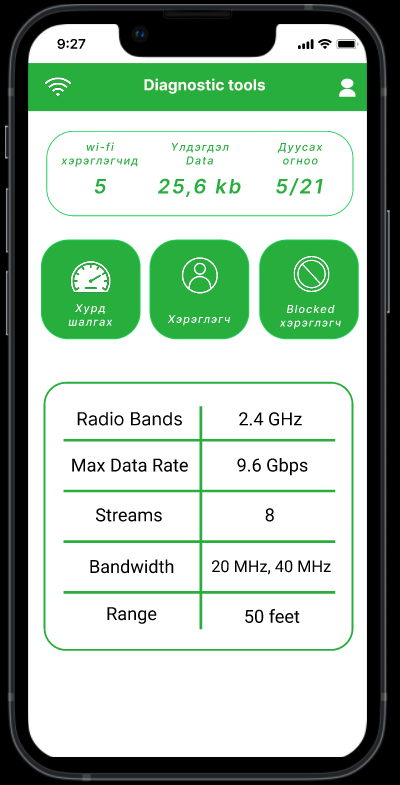 9:27
Diagnostic tools
wi-fi
хэрэглэгчид
5
Үлдэгдэл
Data
25,6 kb
Дуусах
огноо
5/21
Хурд
шалгах
Хэрэглэгч
Blocked
хэрэглэгч
Radio Bands 2.4 GHz
Max Data Rate 9.6 Gbps
Streams 8
Bandwidth 20 MHz, 40 MHz
Range 50 feet